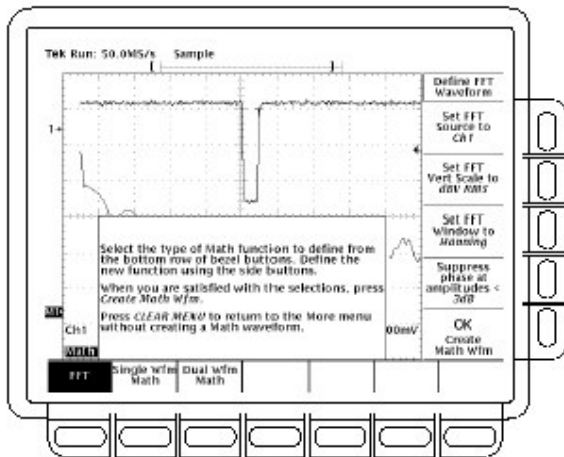 Tek Run: 50.0MS/s Sample
Define FFT
Waveform
Set FFT
Source to
Ch1
1→
Set FFT
Vert Scale to
dBV RMS
Set FFT
Window to
Hanning
Select the type of Math function to define from
the bottom row of bezel buttons. Define the
new function using the side buttons.
When you are satisfied with the selections, press
Create Math Wfm.
Press CLEAR MENU to return to the More menu
without creating a Math waveform.
Suppress
phase at
amplitudes <
3dB
Ch1
00mV
OK
Create
Math Wfm
Math
FFT
Single Wfm
Math
Dual Wfm
Math